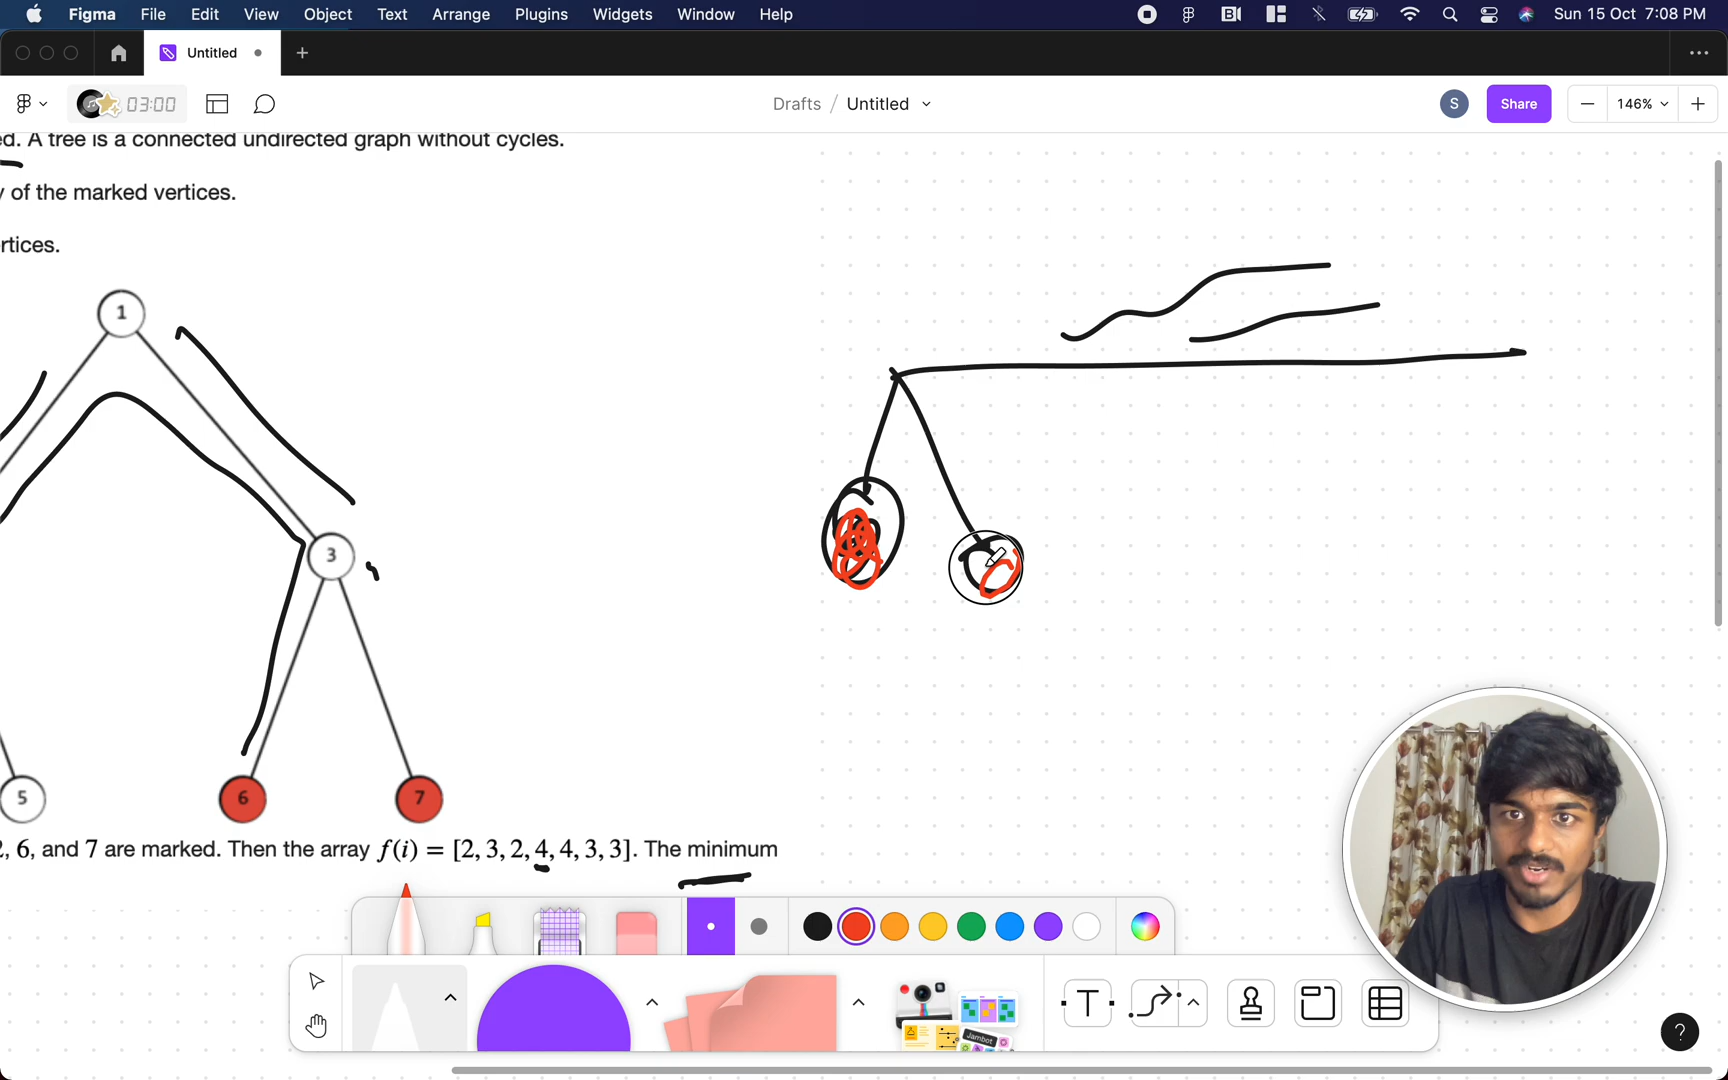 Figma File Edit View Object Text Arrange Plugins Widgets Window Help Sun 15 Oct 7:08 PM
Untitled
03:00 Drafts / Untitled S Share 146%
ed. A tree is a connected undirected graph without cycles.
y of the marked vertices.
rtices.
1
3
5 6 7
2, 6, and 7 are marked. Then the array f(i) = [2, 3, 2, 4, 4, 3, 3]. The minimum
T
Jambot
?